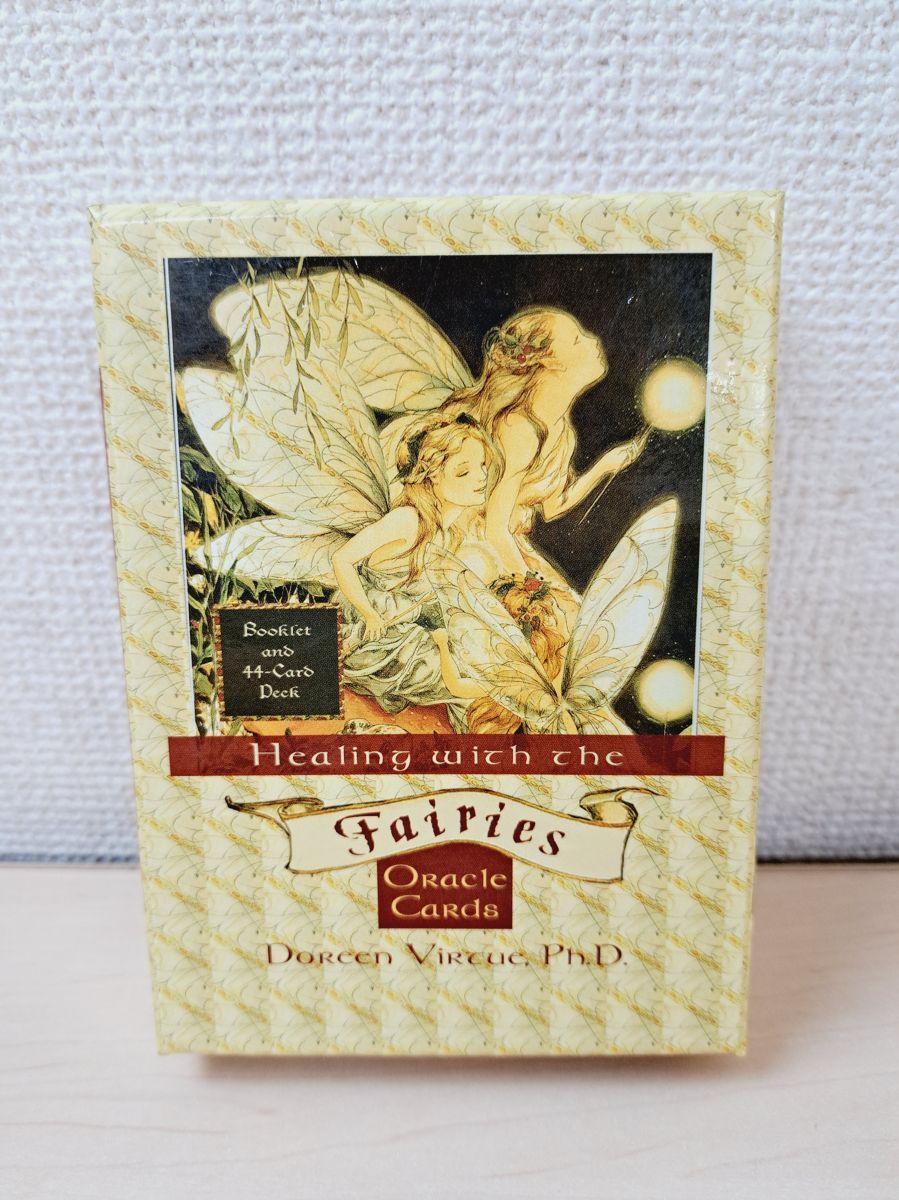 Booklet
and
44-Card
Deck
Healing with the
Fairies
Oracle
Cards
Doreen Virtue, Ph.D.